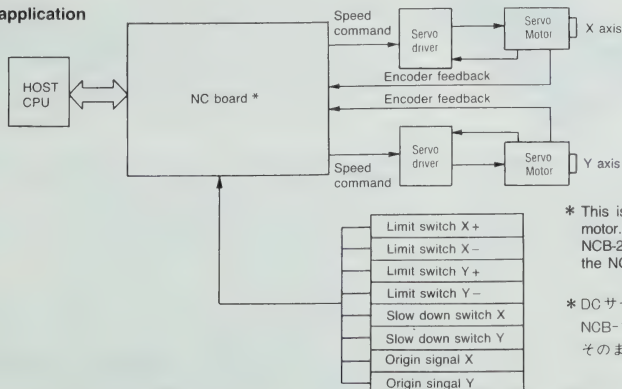 application
Speed
command
Servo
driver
Servo
Motor
X axis
Encoder feedback
HOST
CPU
NC board *
Encoder feedback
Speed
command
Servo
driver
Servo
Motor
Y axis
Limit switch X +
Limit switch X −
Limit switch Y +
Limit switch Y −
Slow down switch X
Slow down switch Y
Origin signal X
Origin singal Y
* This is
motor.
NCB-2
the NC
* DC サー
NCB-
そのま